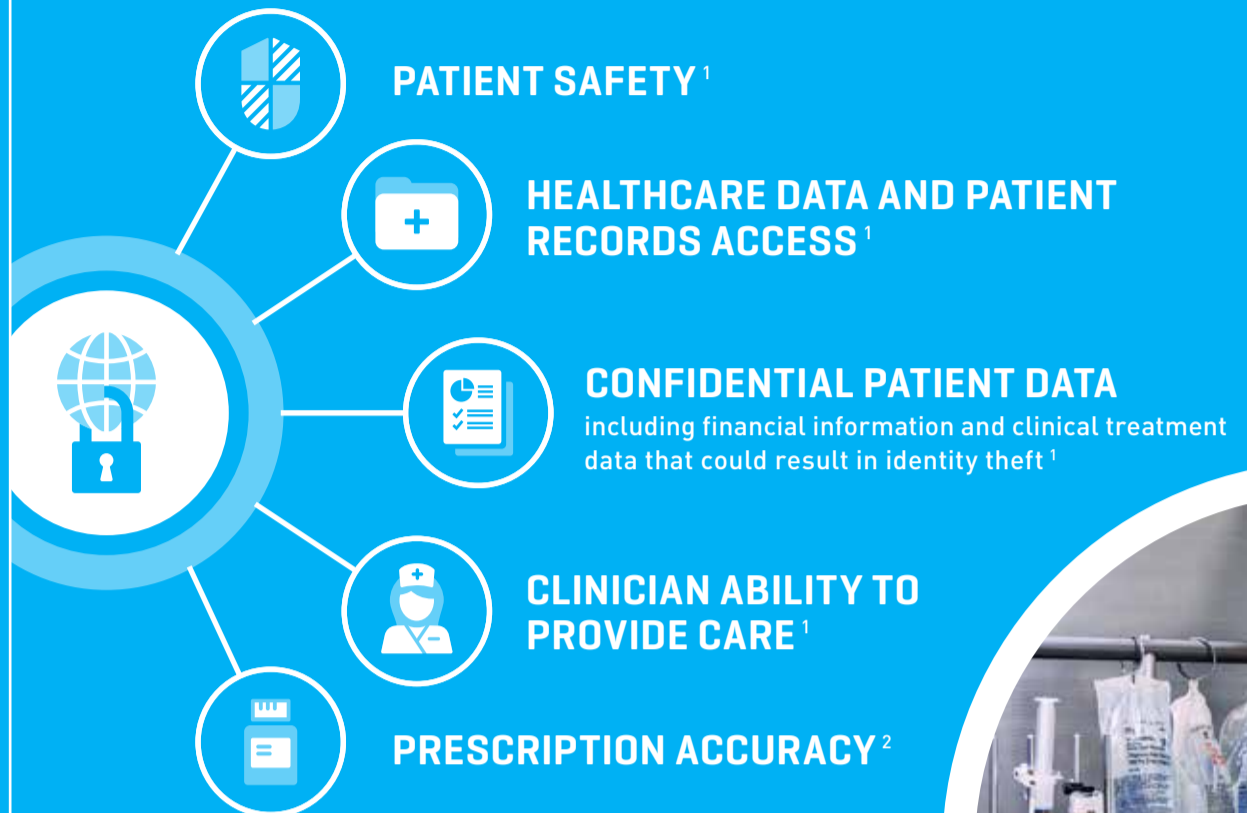 PATIENT SAFETY 1
HEALTHCARE DATA AND PATIENT
RECORDS ACCESS 1
CONFIDENTIAL PATIENT DATA
including financial information and clinical treatment
data that could result in identity theft 1
CLINICIAN ABILITY TO
PROVIDE CARE 1
PRESCRIPTION ACCURACY 2